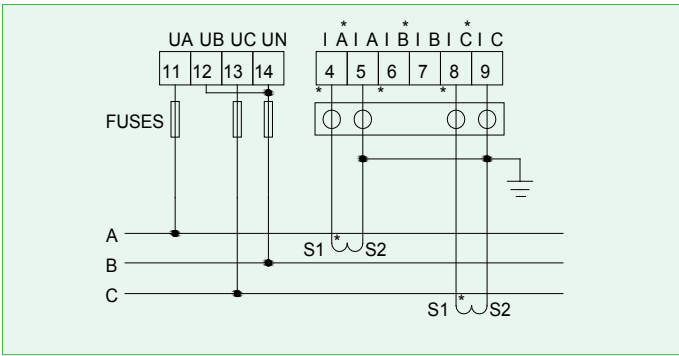 * *
UA UB UC UN I A I A I B I B I C I C
11 12 13 14 4 5 6 7 8 9
* * *
FUSES
A
* S1 S2
B
C
* S1 S2